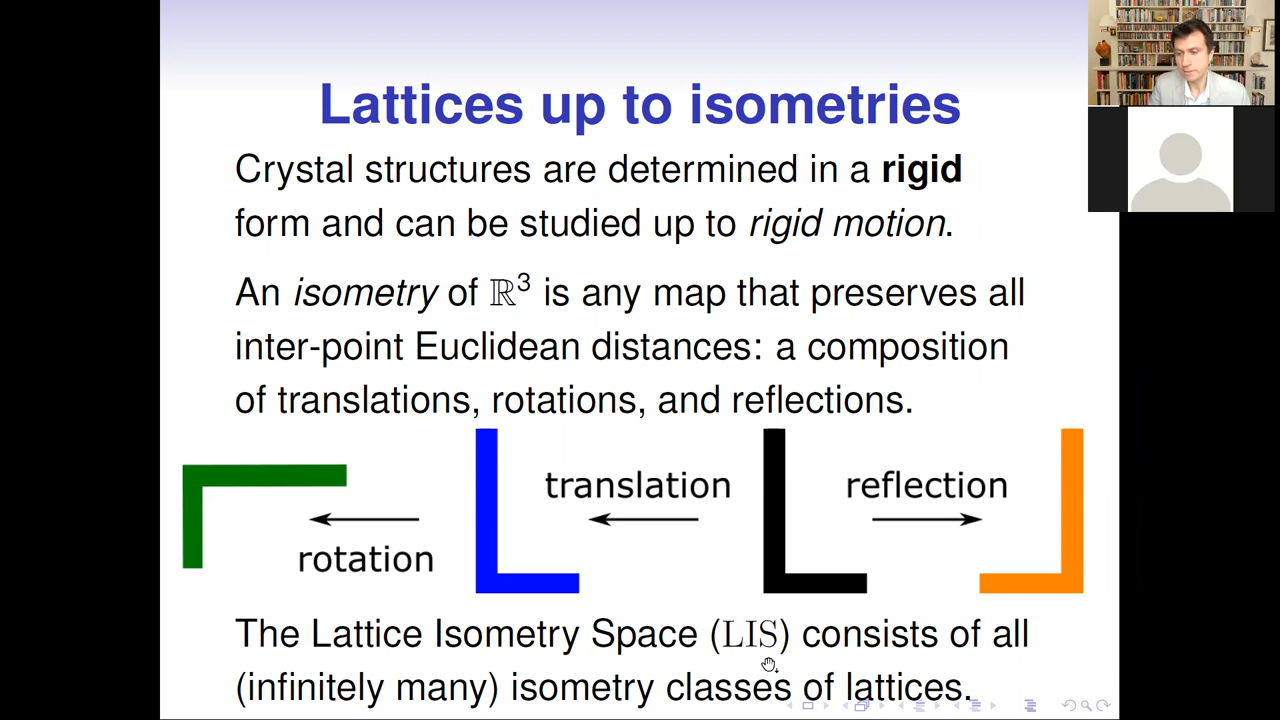 Lattices up to isometries
Crystal structures are determined in a rigid
form and can be studied up to rigid motion.
An isometry of ℝ³ is any map that preserves all
inter-point Euclidean distances: a composition
of translations, rotations, and reflections.
translation
reflection
rotation
The Lattice Isometry Space (LIS) consists of all
(infinitely many) isometry classes of lattices.